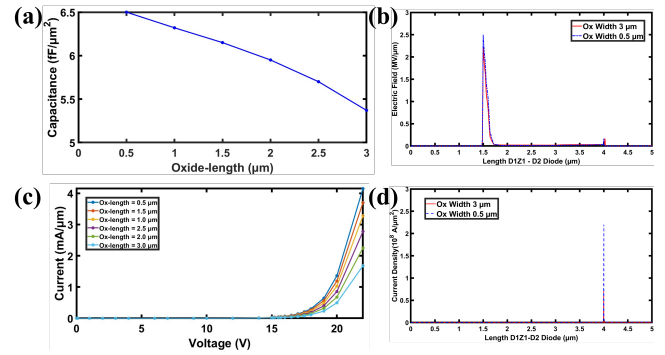 (a)
Capacitance (fF/μm²)
6.5
6
5.5
5
0
0.5
1
1.5
2
2.5
3
Oxide-length (μm)
(b)
Electric Field (MV/μm)
3
2.5
2
1.5
1
0.5
0
Ox Width 3 μm
Ox Width 0.5 μm
0
0.5
1
1.5
2
2.5
3
3.5
4
4.5
5
Length D1Z1 - D2 Diode (μm)
(c)
Current (mA/μm)
4
3
2
1
0
Ox-length = 0.5 μm
Ox-length = 1.5 μm
Ox-length = 1.0 μm
Ox-length = 2.5 μm
Ox-length = 2.0 μm
Ox-length = 3.0 μm
0
5
10
15
20
Voltage (V)
(d)
Current Density(10⁸ A/μm²)
3
2.5
2
1.5
1
0.5
0
Ox Width 3 μm
Ox Width 0.5 μm
0
0.5
1
1.5
2
2.5
3
3.5
4
4.5
5
Length D1Z1-D2 Diode (μm)